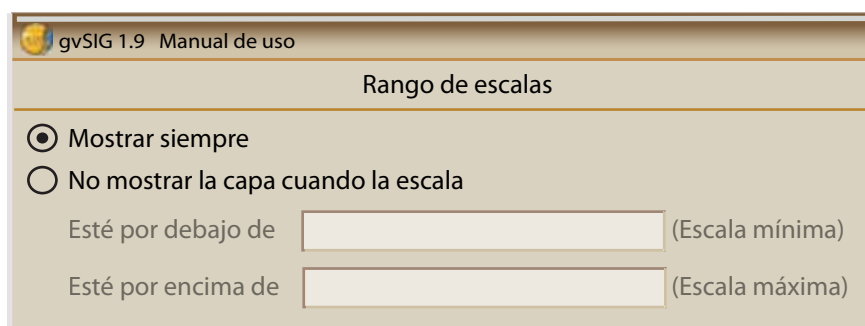 gvSIG 1.9 Manual de uso
Rango de escalas
Mostrar siempre
No mostrar la capa cuando la escala
Esté por debajo de (Escala mínima)
Esté por encima de (Escala máxima)